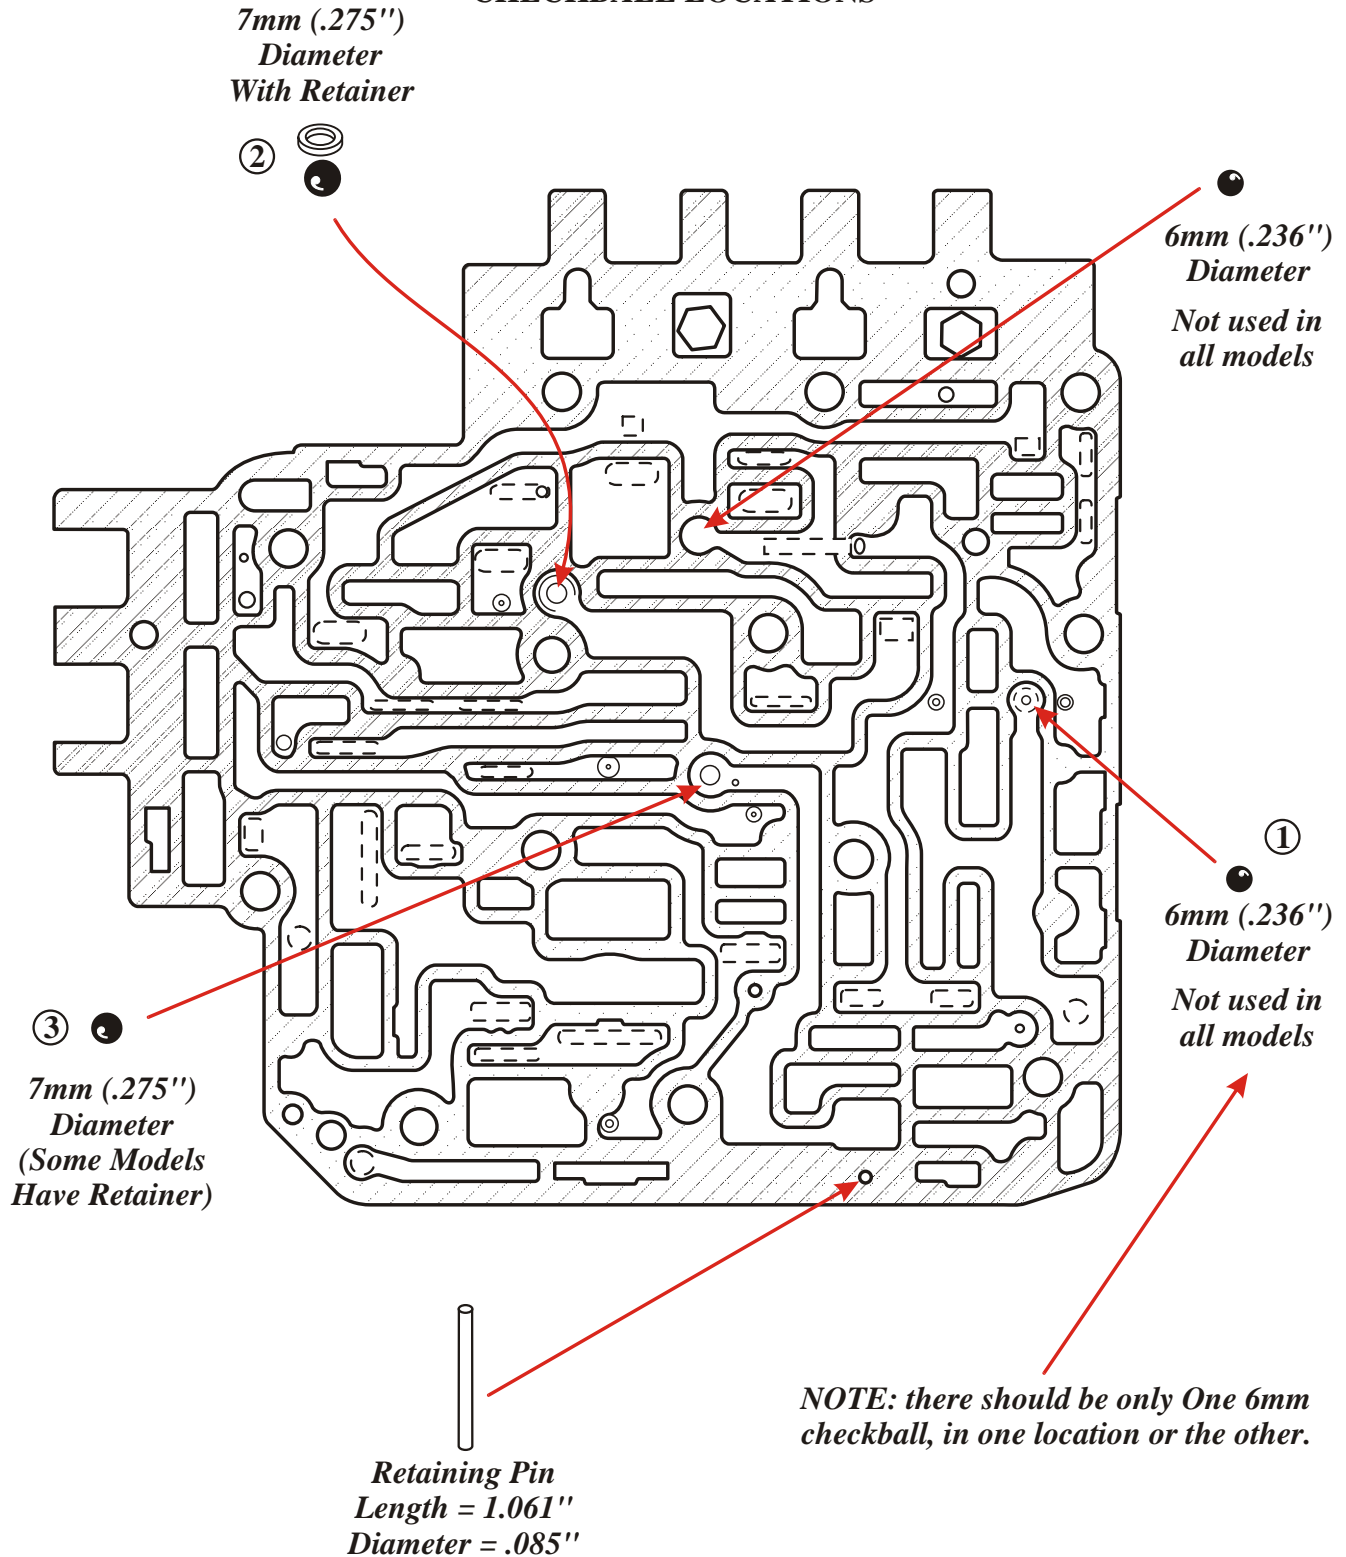 CHECKBALL LOCATIONS
7mm (.275")
Diameter
With Retainer
②
6mm (.236")
Diameter
Not used in
all models
①
6mm (.236")
Diameter
Not used in
all models
③
7mm (.275")
Diameter
(Some Models
Have Retainer)
NOTE: there should be only One 6mm
checkball, in one location or the other.
Retaining Pin
Length = 1.061"
Diameter = .085"